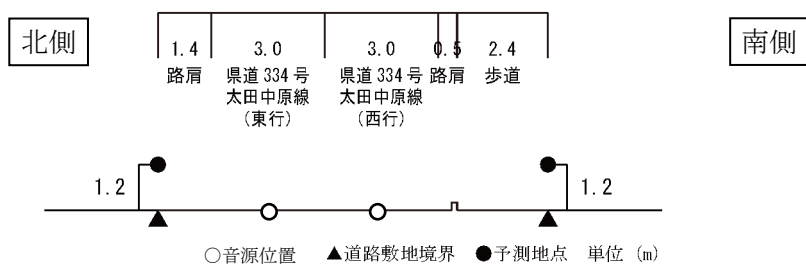 北側
南側
1.4 3.0 3.0 0.5 2.4
路肩 県道334号 県道334号 路肩 歩道
太田中原線 太田中原線
(東行) (西行)
1.2 1.2
○音源位置 ▲道路敷地境界 ●予測地点 単位 (m)